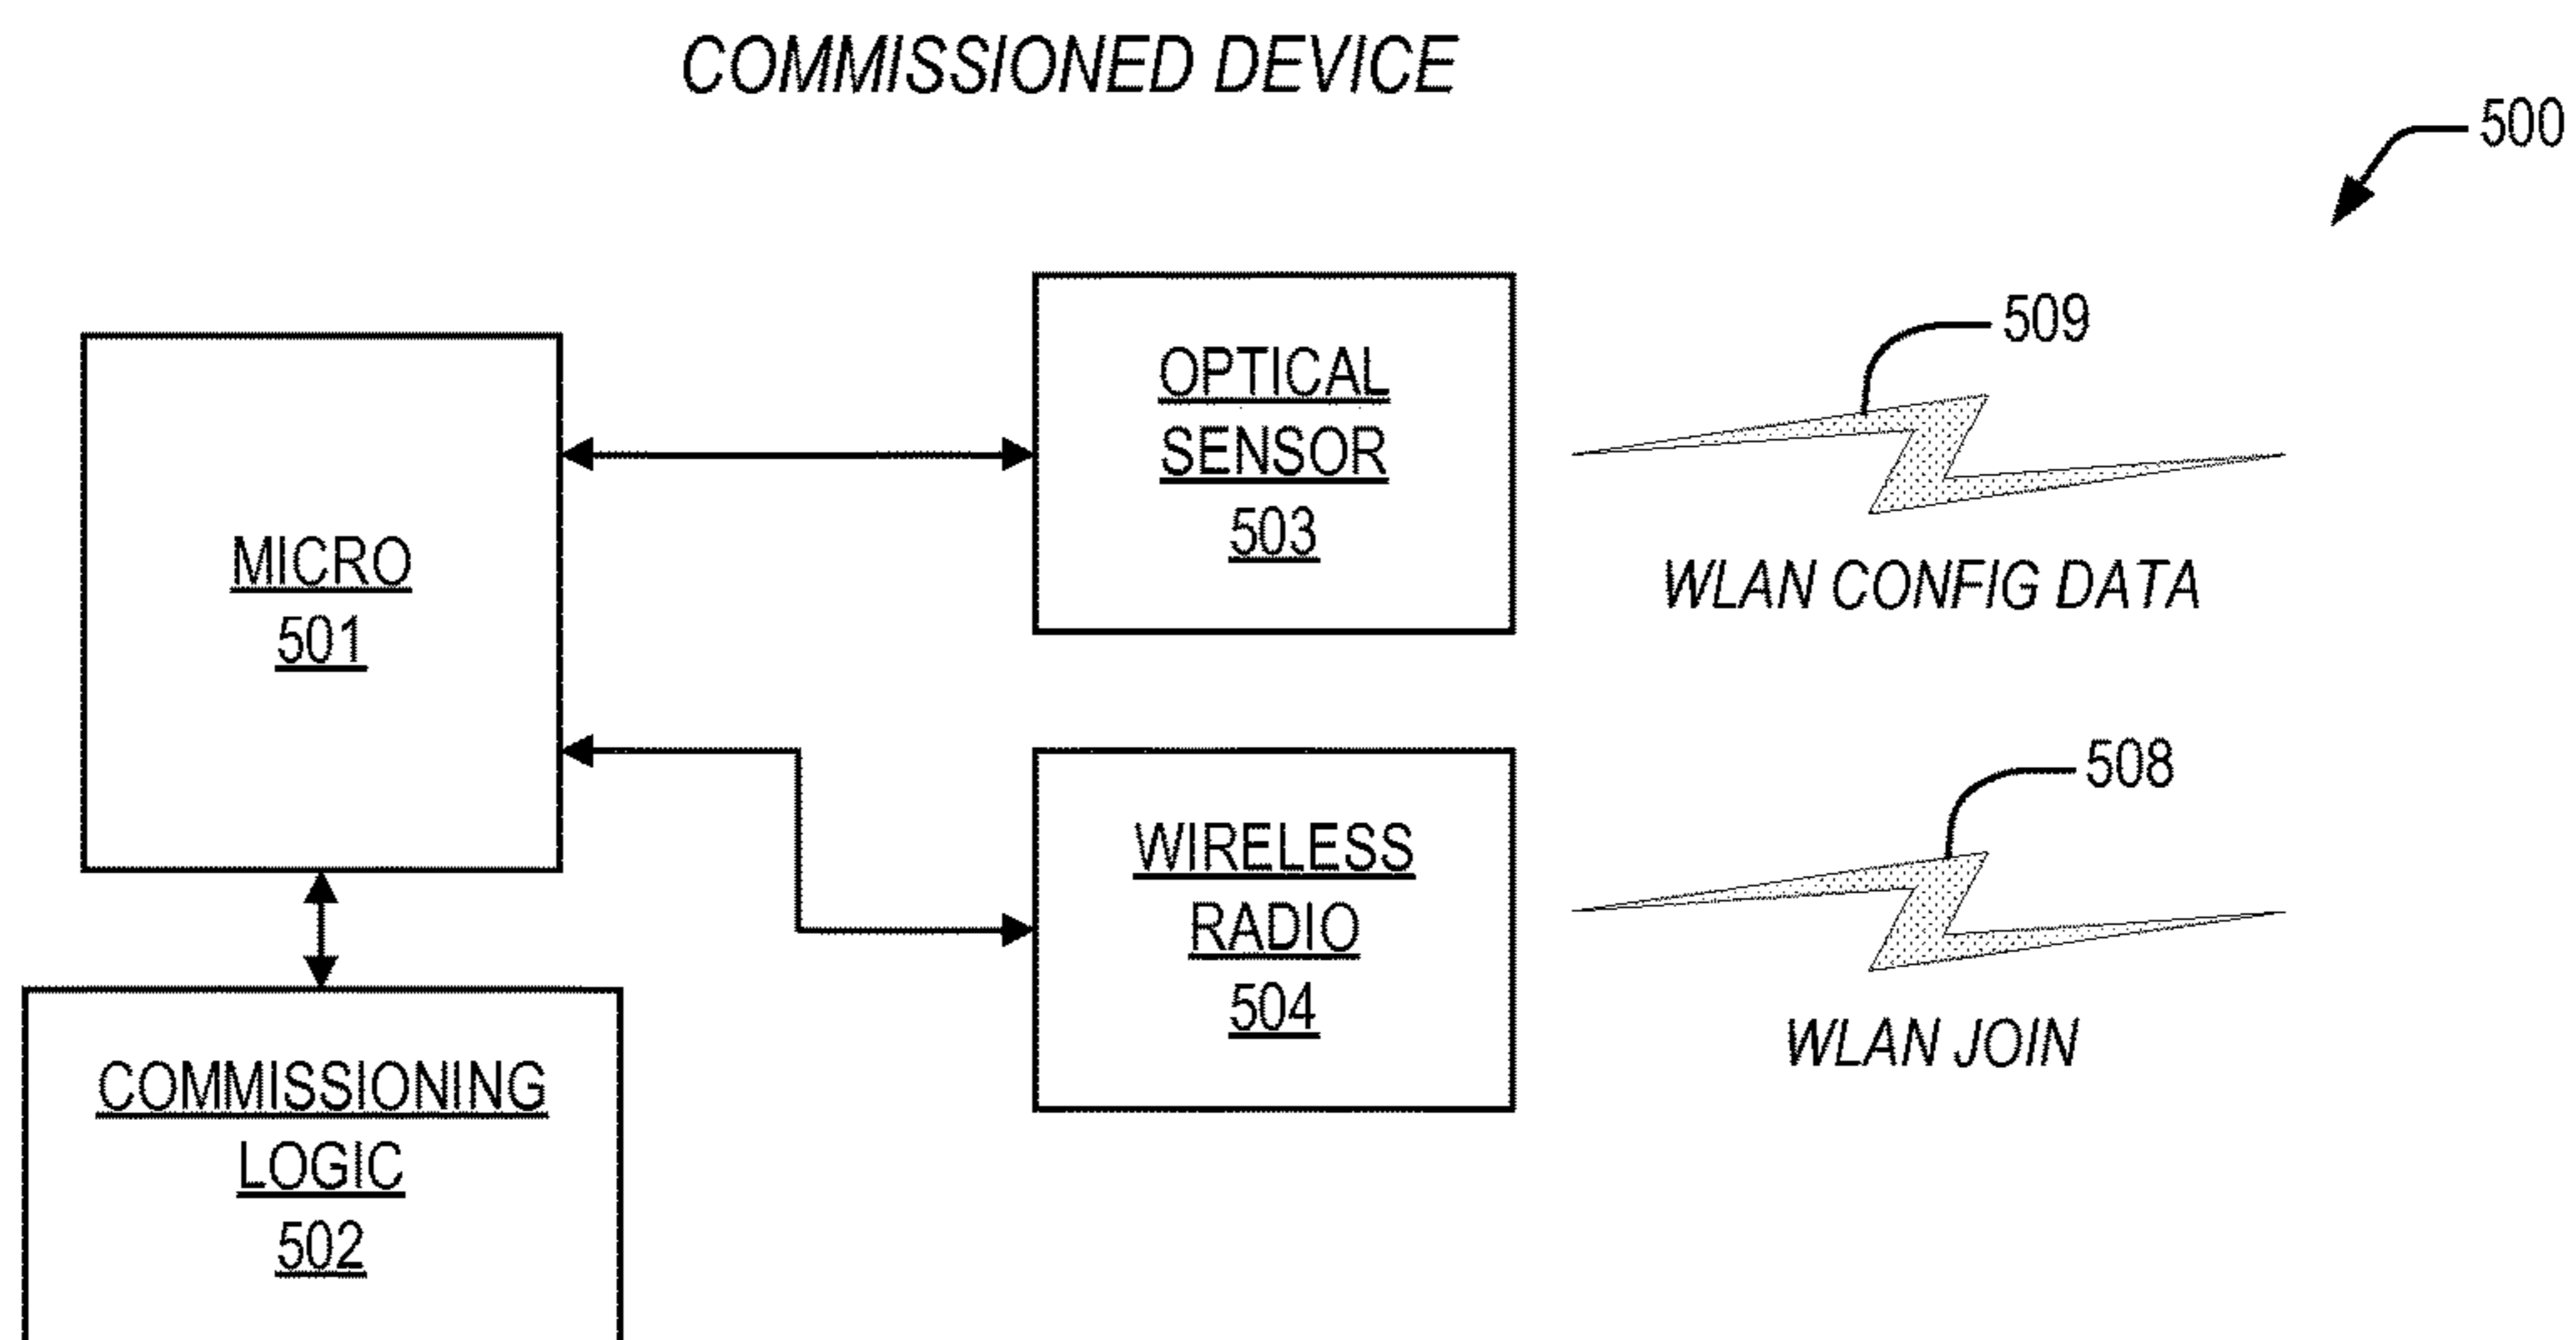 COMMISSIONED DEVICE
500
509
OPTICAL
SENSOR
503
MICRO
501
WLAN CONFIG DATA
508
WIRELESS
RADIO
504
WLAN JOIN
COMMISSIONING
LOGIC
502